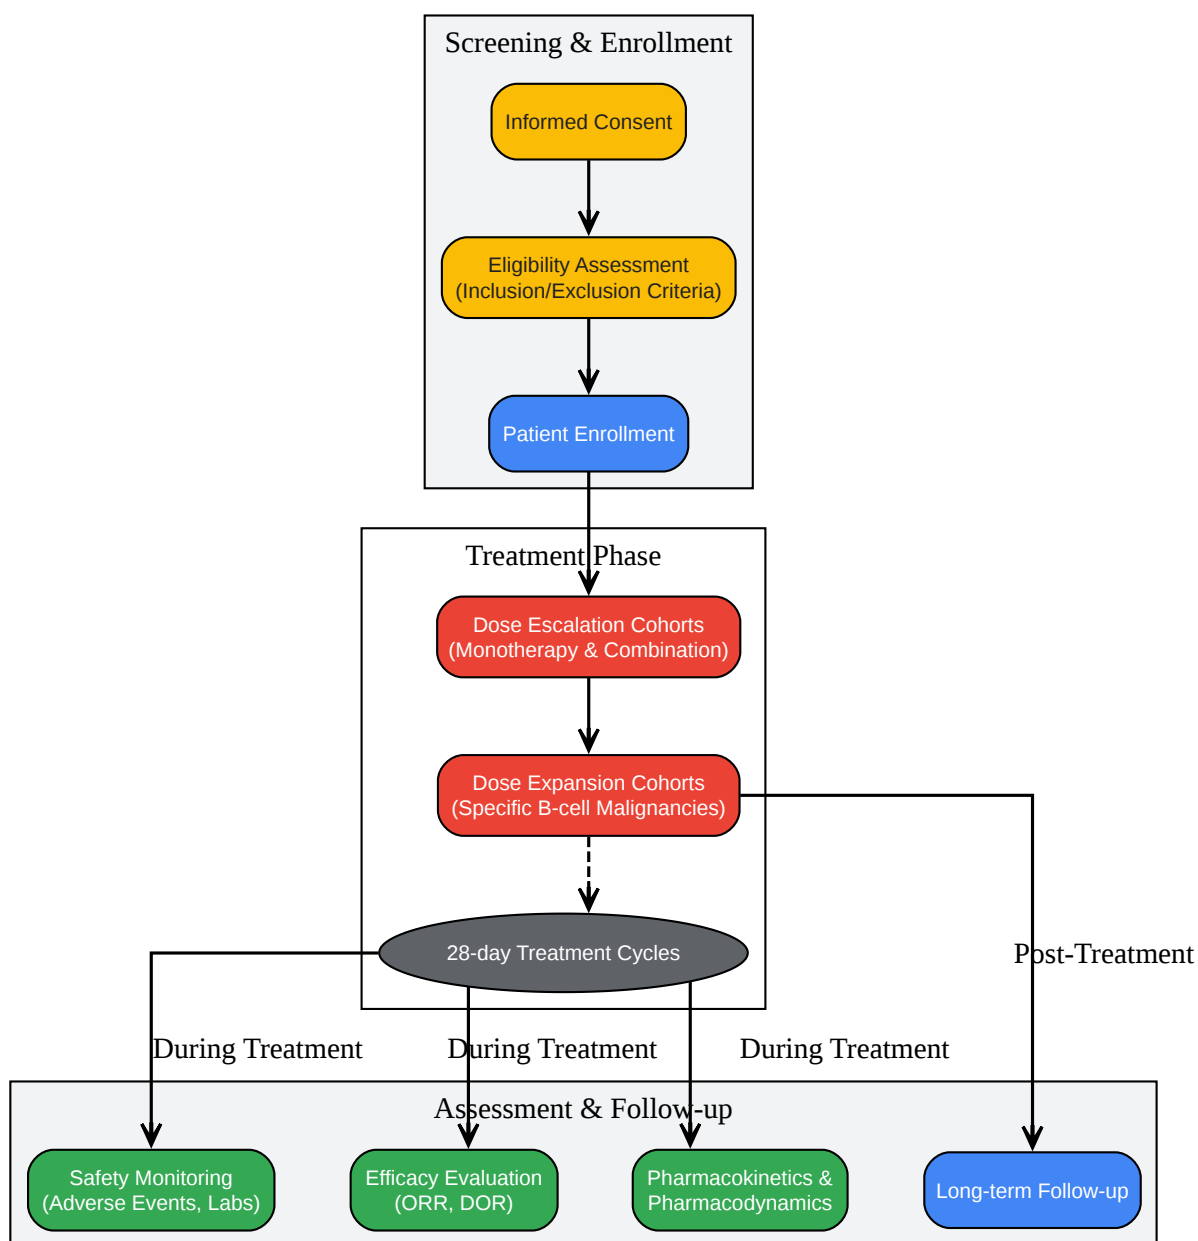 Screening & Enrollment
Informed Consent
Eligibility Assessment
(Inclusion/Exclusion Criteria)
Patient Enrollment
Treatment Phase
Dose Escalation Cohorts
(Monotherapy & Combination)
Dose Expansion Cohorts
(Specific B-cell Malignancies)
28-day Treatment Cycles
Post-Treatment
During Treatment
During Treatment
During Treatment
Assessment & Follow-up
Safety Monitoring
(Adverse Events, Labs)
Efficacy Evaluation
(ORR, DOR)
Pharmacokinetics &
Pharmacodynamics
Long-term Follow-up